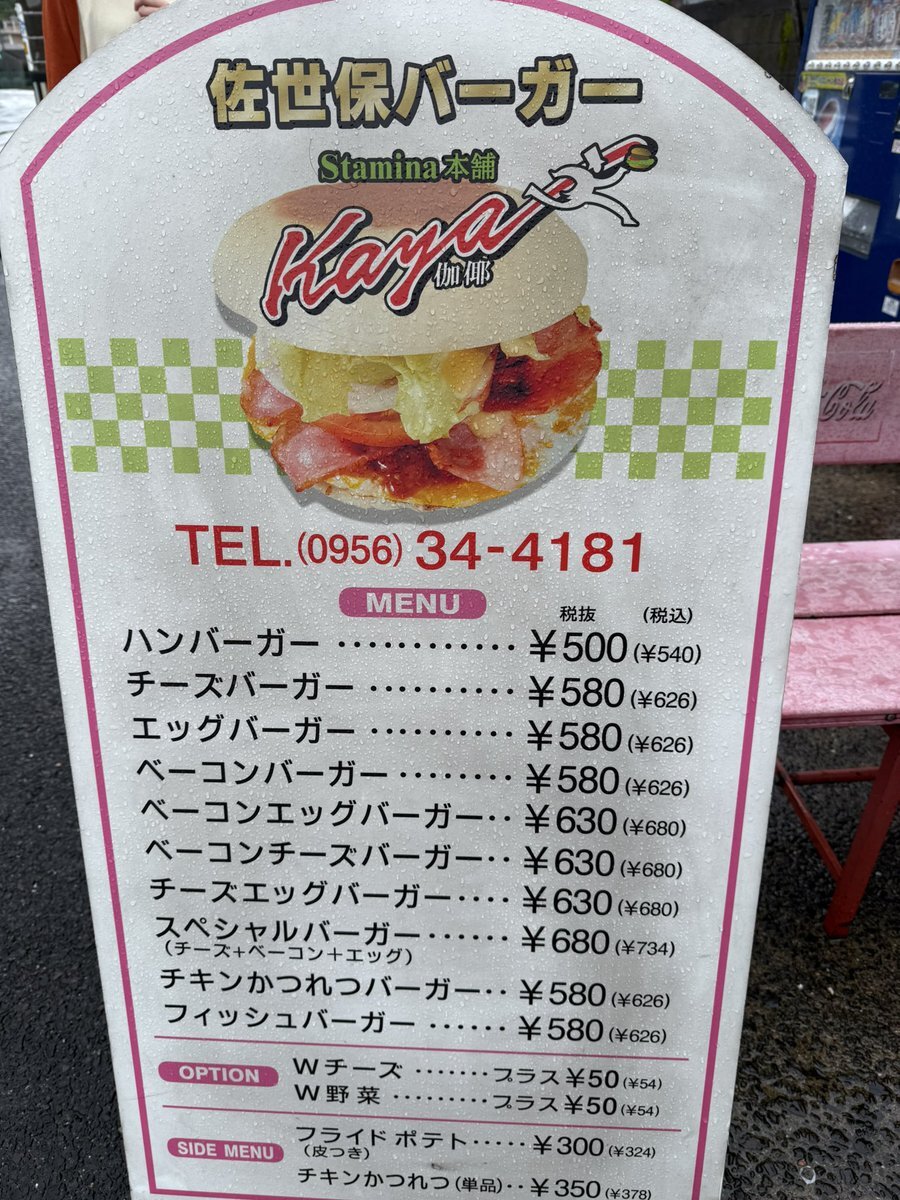 佐世保バーガー
Stamina本舗
Kaya
伽倻
TEL.(0956)34-4181
MENU
税抜 (税込)
ハンバーガー ············ ¥500(¥540)
チーズバーガー ·········· ¥580(¥626)
エッグバーガー ·········· ¥580(¥626)
ベーコンバーガー ········ ¥580(¥626)
ベーコンエッグバーガー·· ¥630(¥680)
ベーコンチーズバーガー·· ¥630(¥680)
チーズエッグバーガー···· ¥630(¥680)
スペシャルバーガー······ ¥680(¥734)
(チーズ+ベーコン+エッグ)
チキンかつれつバーガー·· ¥580(¥626)
フィッシュバーガー ······ ¥580(¥626)
OPTION
Wチーズ ······· プラス¥50(¥54)
W野菜 ········· プラス¥50(¥54)
SIDE MENU
フライドポテト····· ¥300(¥324)
(皮つき)
チキンかつれつ(単品)·· ¥350(¥378)
Cola